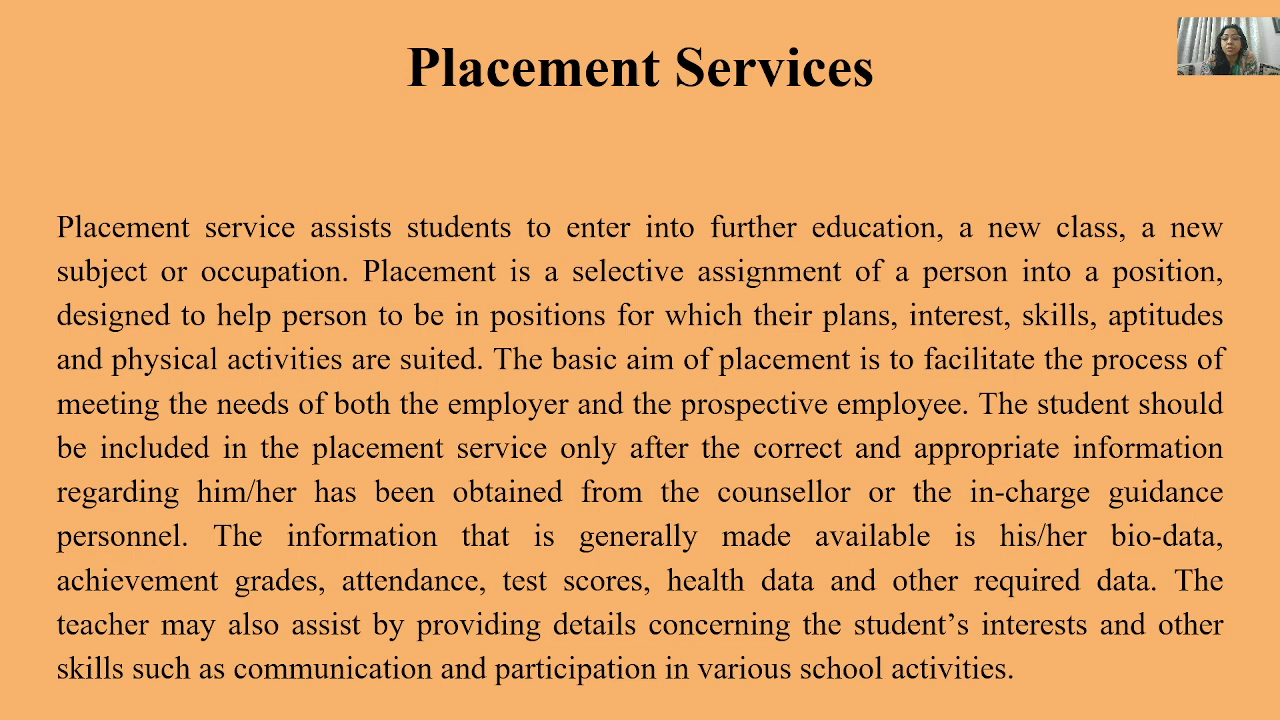 Placement Services
Placement service assists students to enter into further education, a new class, a new
subject or occupation. Placement is a selective assignment of a person into a position,
designed to help person to be in positions for which their plans, interest, skills, aptitudes
and physical activities are suited. The basic aim of placement is to facilitate the process of
meeting the needs of both the employer and the prospective employee. The student should
be included in the placement service only after the correct and appropriate information
regarding him/her has been obtained from the counsellor or the in-charge guidance
personnel. The information that is generally made available is his/her bio-data,
achievement grades, attendance, test scores, health data and other required data. The
teacher may also assist by providing details concerning the student’s interests and other
skills such as communication and participation in various school activities.